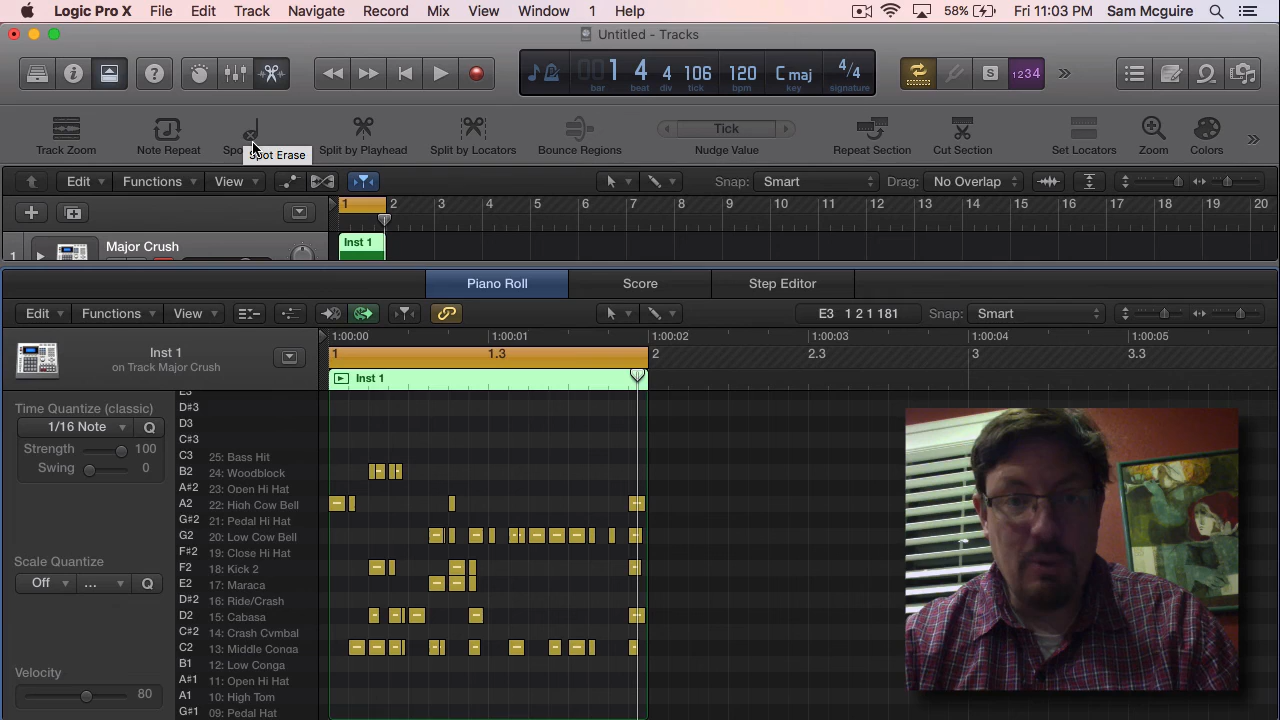 Logic Pro X File Edit Track Navigate Record Mix View Window 1 Help 58% Fri 11:03 PM Sam Mcguire
Untitled - Tracks
1 4 4 106 120 C maj 4/4
bar beat div tick bpm key signature
S 1234
Tick
Track Zoom Note Repeat Split by Playhead Split by Locators Bounce Regions Nudge Value Repeat Section Cut Section Set Locators Zoom Colors
Spot Erase
Edit Functions View Snap: Smart Drag: No Overlap
1 2 3 4 5 6 7 8 9 10 11 12 13 14 15 16 17 18 19 20
1 Major Crush Inst 1
Piano Roll Score Step Editor
Edit Functions View E3 1 2 1 181 Snap: Smart
1:00:00 1:00:01 1:00:02 1:00:04 1:00:05
1 1.3 2 2.3 3 3.3
Inst 1
on Track Major Crush
Inst 1
Time Quantize (classic)
1/16 Note Q
Strength 100
Swing 0
Scale Quantize
Off ... Q
Velocity
80
E3
D#3
D3
C#3
C3 25: Bass Hit
B2 24: Woodblock
A#2 23: Open Hi Hat
A2 22: High Cow Bell
G#2 21: Pedal Hi Hat
G2 20: Low Cow Bell
F#2 19: Close Hi Hat
F2 18: Kick 2
E2 17: Maraca
D#2 16: Ride/Crash
D2 15: Cabasa
C#2 14: Crash Cymbal
C2 13: Middle Conga
B1 12: Low Conga
A#1 11: Open Hi Hat
A1 10: High Tom
G#1 09: Pedal Hat